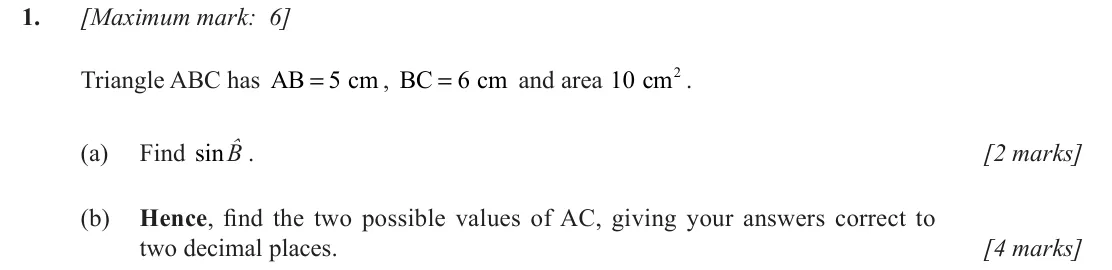 1. [Maximum mark: 6]
Triangle ABC has AB = 5 cm, BC = 6 cm and area 10 cm².
(a) Find sin B̂ . [2 marks]
(b) Hence, find the two possible values of AC, giving your answers correct to
two decimal places. [4 marks]